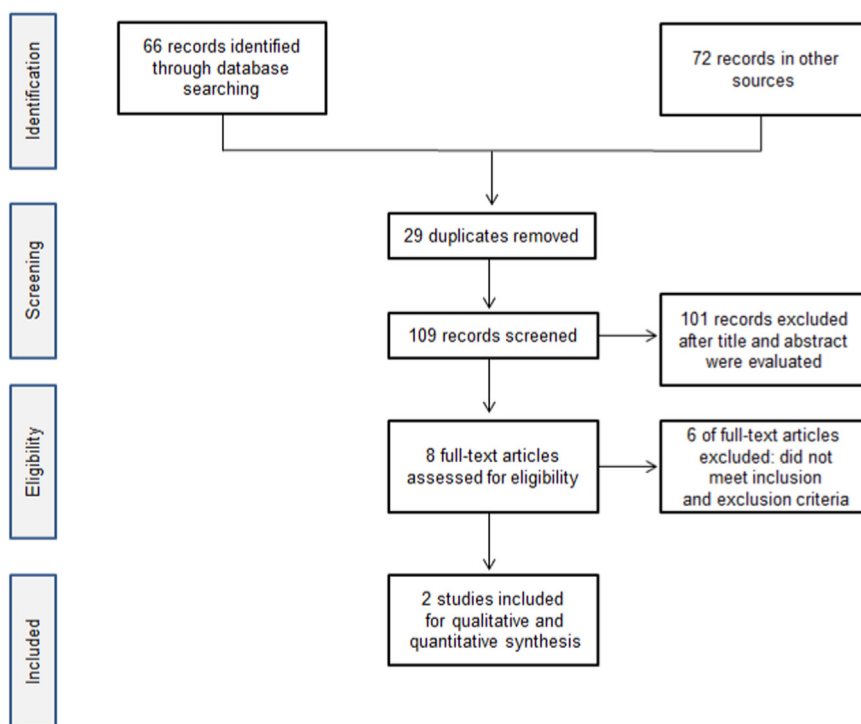 Identification
66 records identified
through database
searching
72 records in other
sources
Screening
29 duplicates removed
109 records screened
101 records excluded
after title and abstract
were evaluated
Eligibility
8 full-text articles
assessed for eligibility
6 of full-text articles
excluded: did not
meet inclusion
and exclusion criteria
Included
2 studies included
for qualitative and
quantitative synthesis